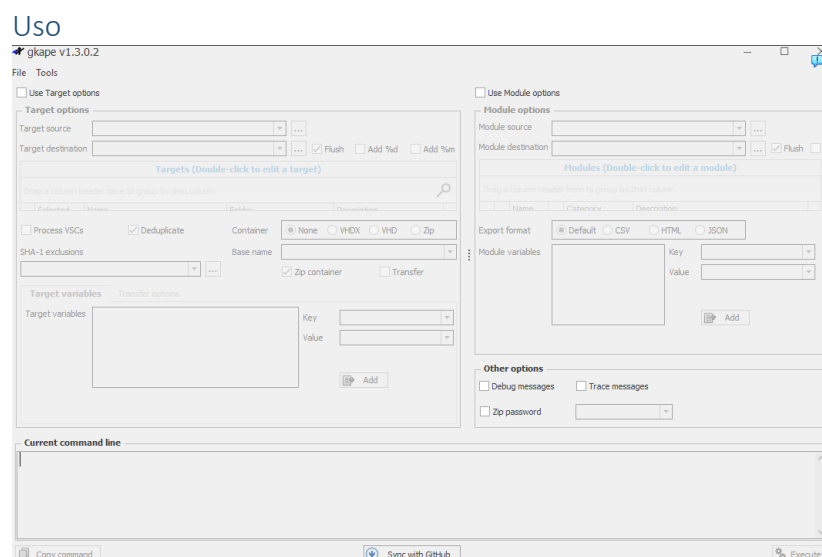 Uso
gkape v1.3.0.2
File Tools
Use Target options
Target options
Target source
...
Target destination
...
Flush
Add %d
Add %m
Targets (Double-click to edit a target)
Drag a column header here to group by that column
Selected Name Folder Description
Process VSCs
Deduplicate
Container
None
VHDX
VHD
Zip
SHA-1 exclusions
...
Base name
Zip container
Transfer
Target variables
Transfer options
Target variables
Key
Value
Add
Use Module options
Module options
Module source
...
Module destination
...
Flush
Modules (Double-click to edit a module)
Drag a column header here to group by that column
Name Category Description
Export format
Default
CSV
HTML
JSON
Module variables
Key
Value
Add
Other options
Debug messages
Trace messages
Zip password
Current command line
Copy command
Sync with GitHub
Execute